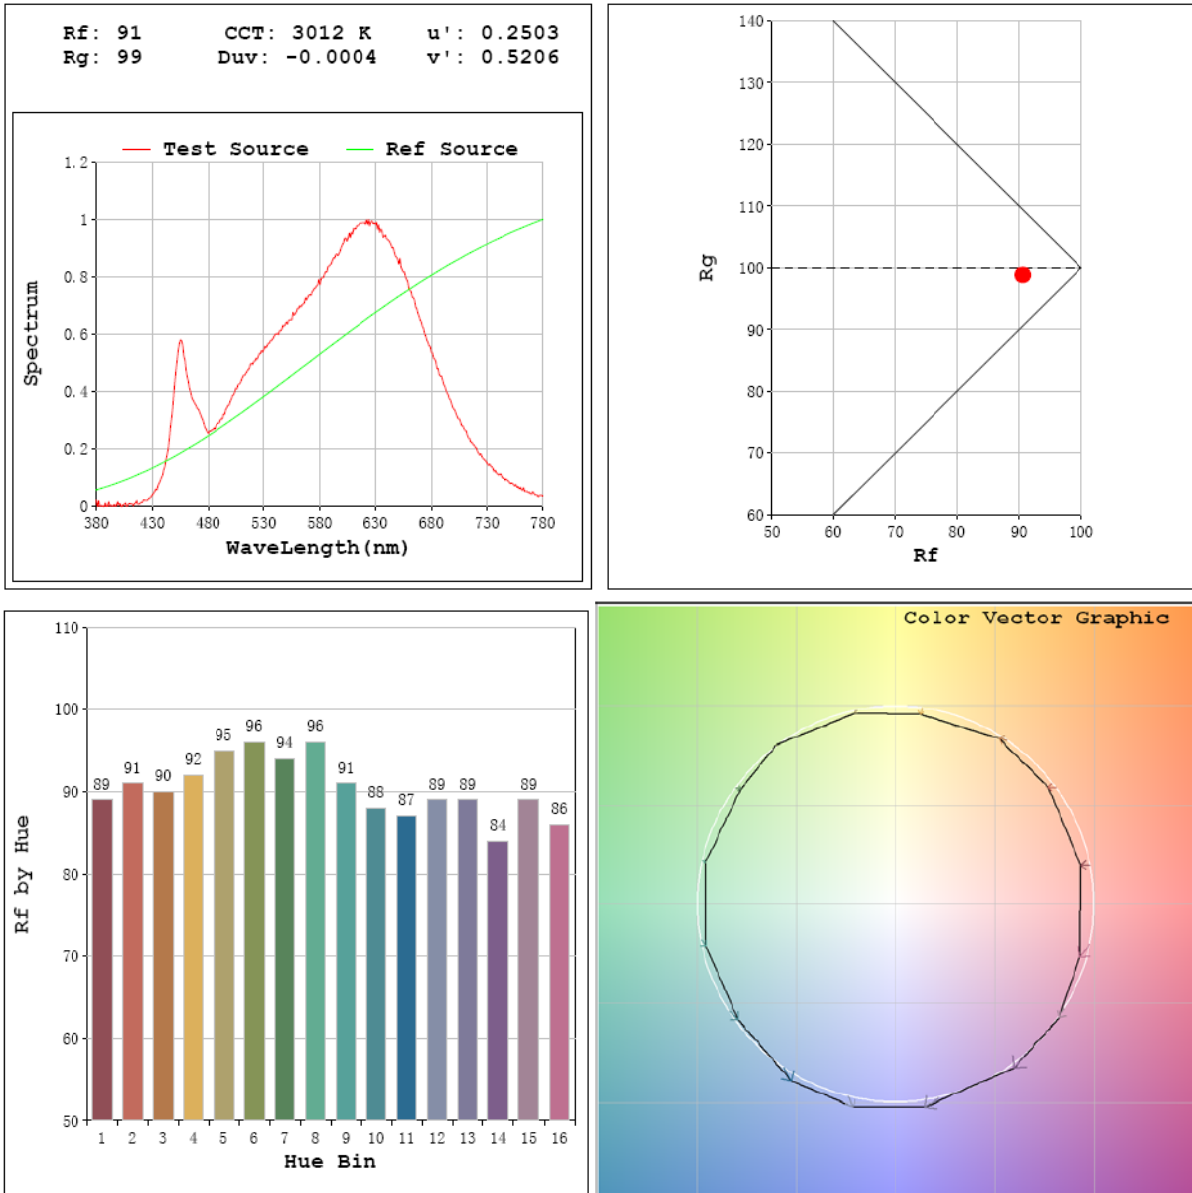 Rf: 91 CCT: 3012 K u': 0.2503
Rg: 99 Duv: -0.0004 v': 0.5206
Test Source Ref Source
1.2
1
0.8
0.6
0.4
0.2
0
Spectrum
380 430 480 530 580 630 680 730 780
WaveLength(nm)
140
130
120
110
100
90
80
70
60
Rg
50 60 70 80 90 100
Rf
110
100
90
80
70
60
50
Rf by Hue
89 91 90 92 95 96 94 96 91 88 87 89 89 84 89 86
1 2 3 4 5 6 7 8 9 10 11 12 13 14 15 16
Hue Bin
Color Vector Graphic